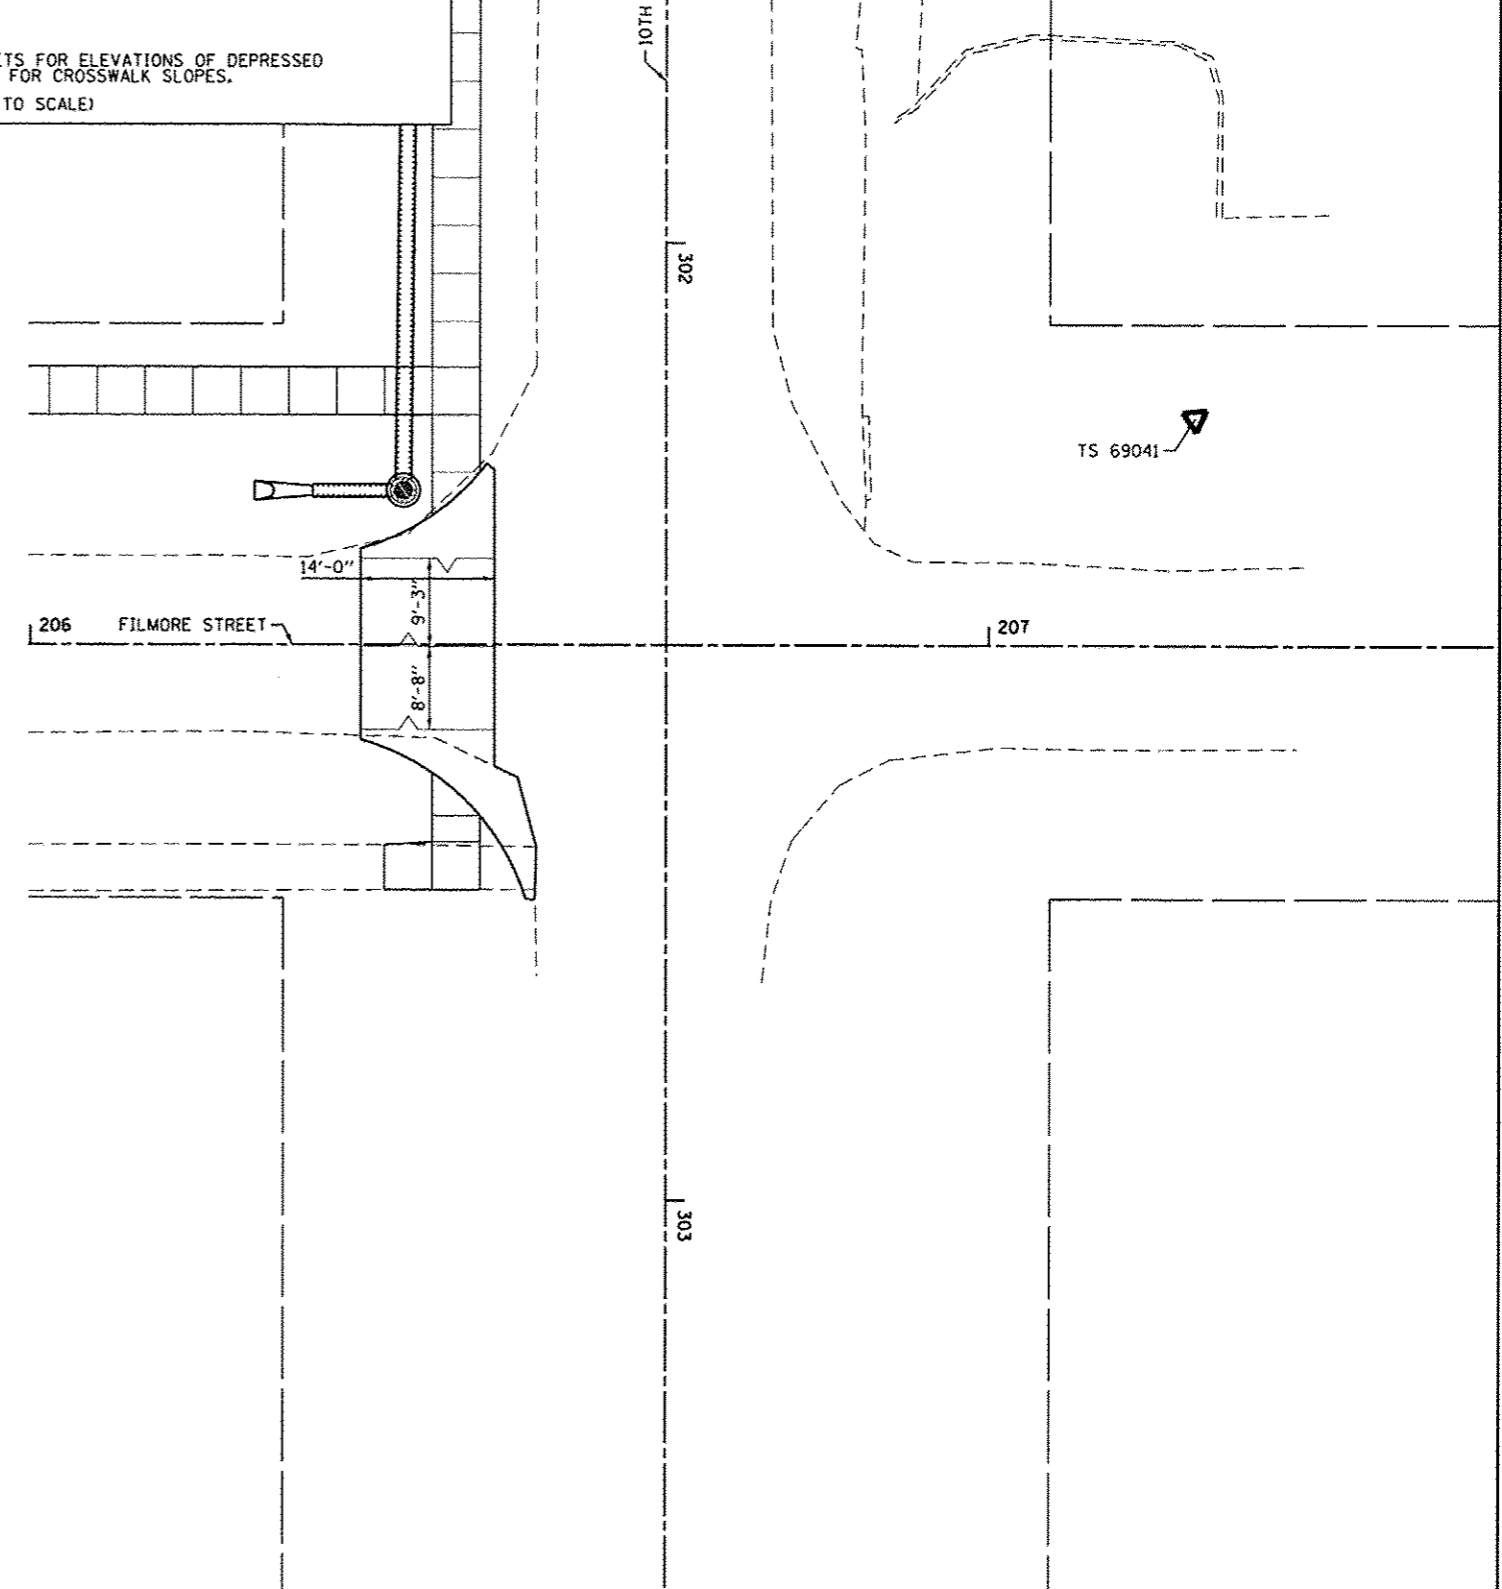 ETS FOR ELEVATIONS OF DEPRESSED
FOR CROSSWALK SLOPES.
TO SCALE)
10TH
302
TS 69041
14'-0"
9'-3"
206
FILMORE STREET
207
8'-8"
303